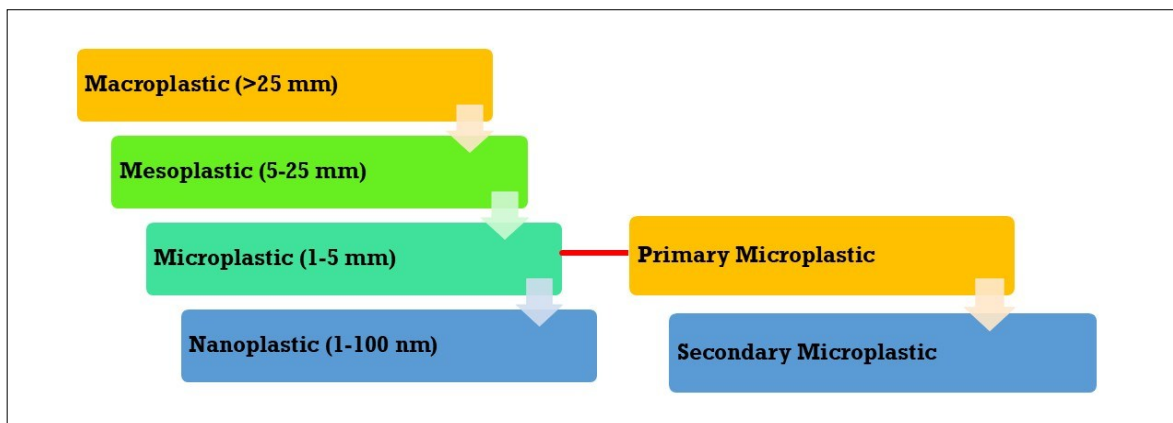 Macroplastic (>25 mm)
Mesoplastic (5-25 mm)
Microplastic (1-5 mm)
Nanoplastic (1-100 nm)
Primary Microplastic
Secondary Microplastic